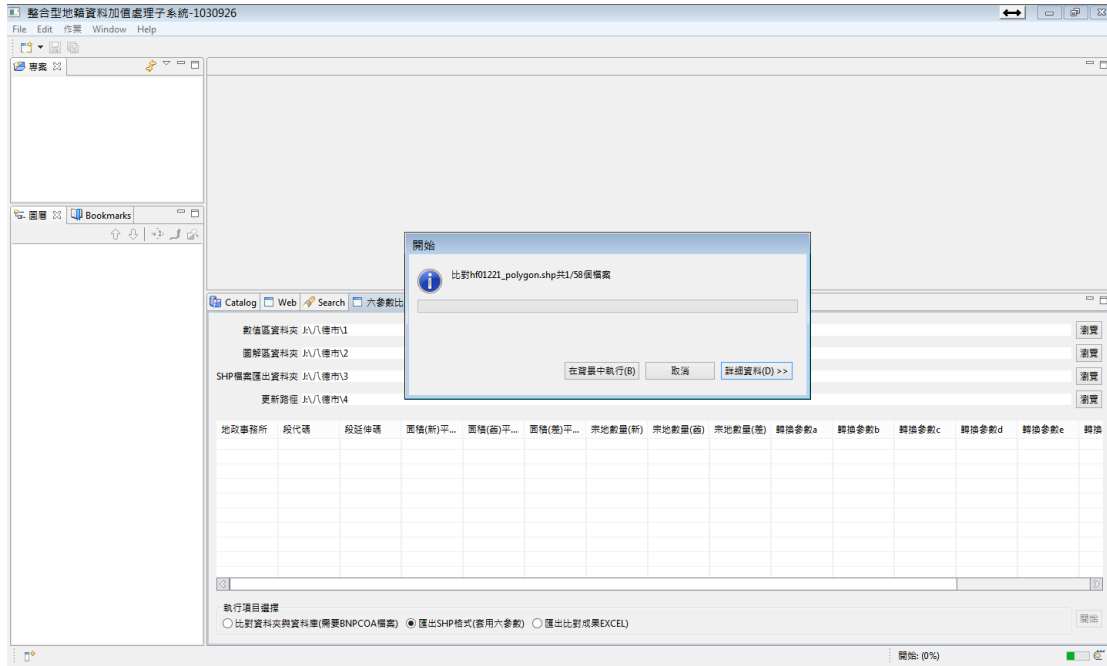 整合型地籍資料加值處理子系統-1030926
File Edit 作業 Window Help
專案
圖層 Bookmarks
開始
比對hf01221_polygon.shp共1/58個檔案
在背景中執行(B) 取消 詳細資料(D) >>
Catalog Web Search 六參數比
數值區資料夾 J:\八德市\1 瀏覽
圖解區資料夾 J:\八德市\2 瀏覽
SHP檔案匯出資料夾 J:\八德市\3 瀏覽
更新路徑 J:\八德市\4 瀏覽
地政事務所 段代碼 段延伸碼 面積(新)平... 面積(舊)平... 面積(差)平... 宗地數量(新) 宗地數量(舊) 宗地數量(差) 轉換參數a 轉換參數b 轉換參數c 轉換參數d 轉換參數e 轉換
執行項目選擇
比對資料夾與資料庫(需要BNPCOA檔案) 匯出SHP格式(套用六參數) 匯出比對成果EXCEL) 開始
開始: (0%)